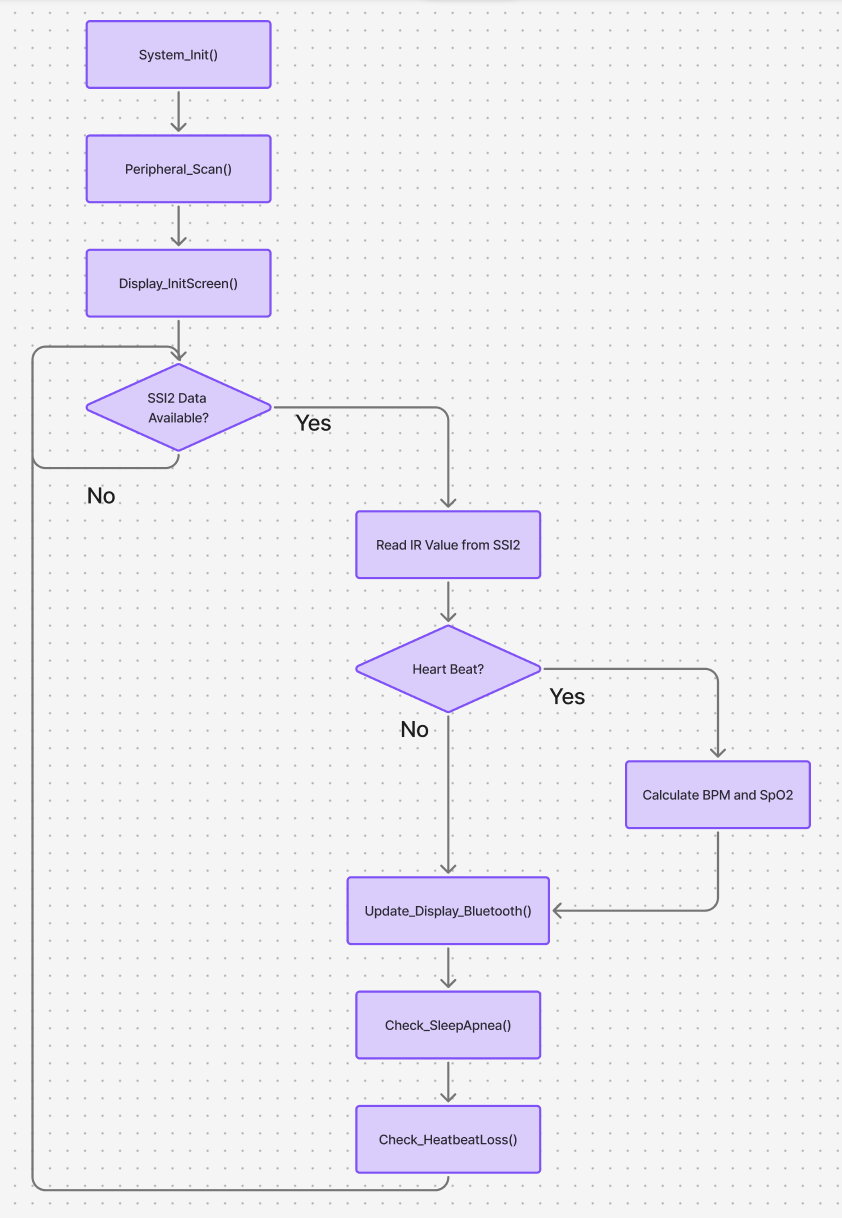 System_Init()
Peripheral_Scan()
Display_InitScreen()
SSI2 Data
Available?
Yes
No
Read IR Value from SSI2
Heart Beat?
Yes
No
Calculate BPM and SpO2
Update_Display_Bluetooth()
Check_SleepApnea()
Check_HeatbeatLoss()